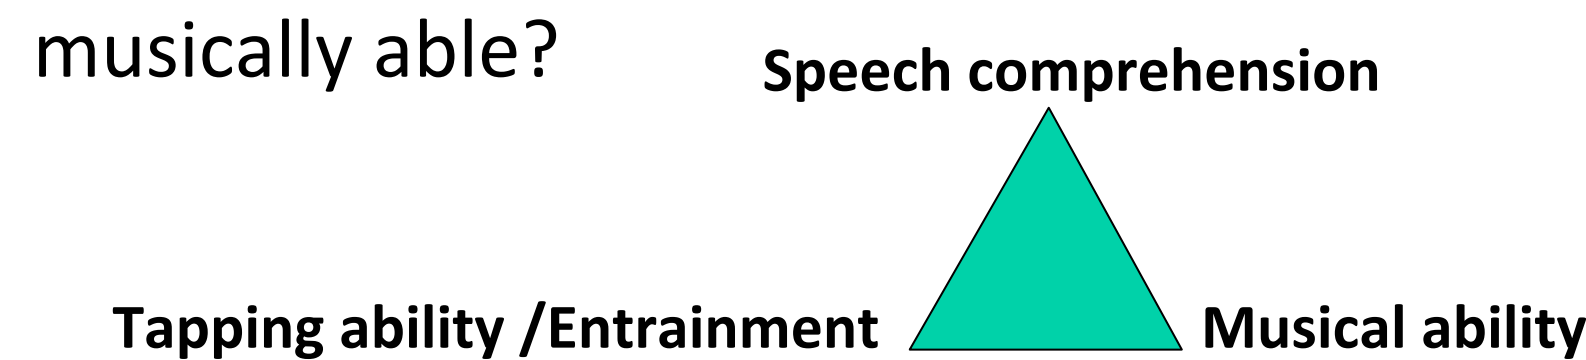 musically able?
Speech comprehension
Tapping ability /Entrainment
Musical ability